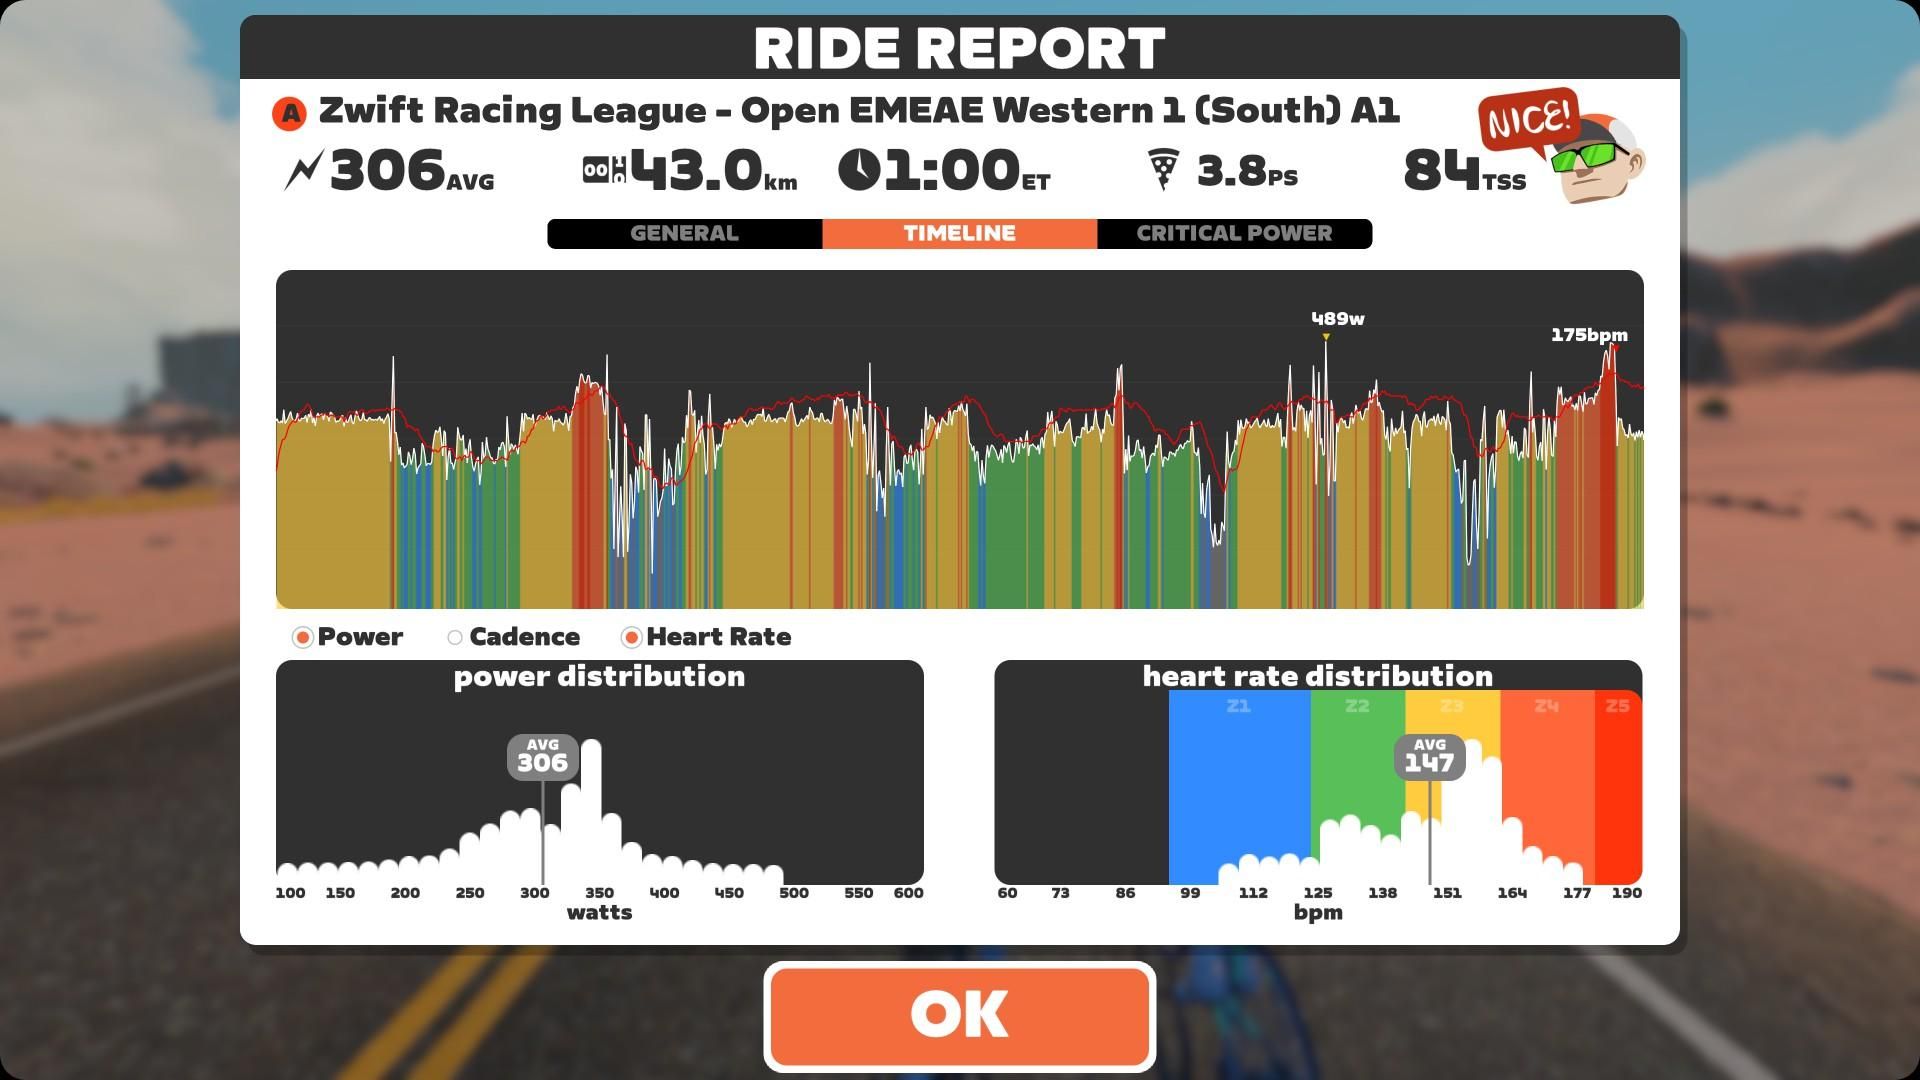 RIDE REPORT
A Zwift Racing League - Open EMEAE Western 1 (South) A1
NICE!
306AVG 43.0km 1:00ET 3.8PS 84TSS
GENERAL TIMELINE CRITICAL POWER
489w
175bpm
Power Cadence Heart Rate
power distribution
AVG
306
100 150 200 250 300 350 400 450 500 550 600
watts
heart rate distribution
Z1 Z2 Z3 Z4 Z5
AVG
147
60 73 86 99 112 125 138 151 164 177 190
bpm
OK